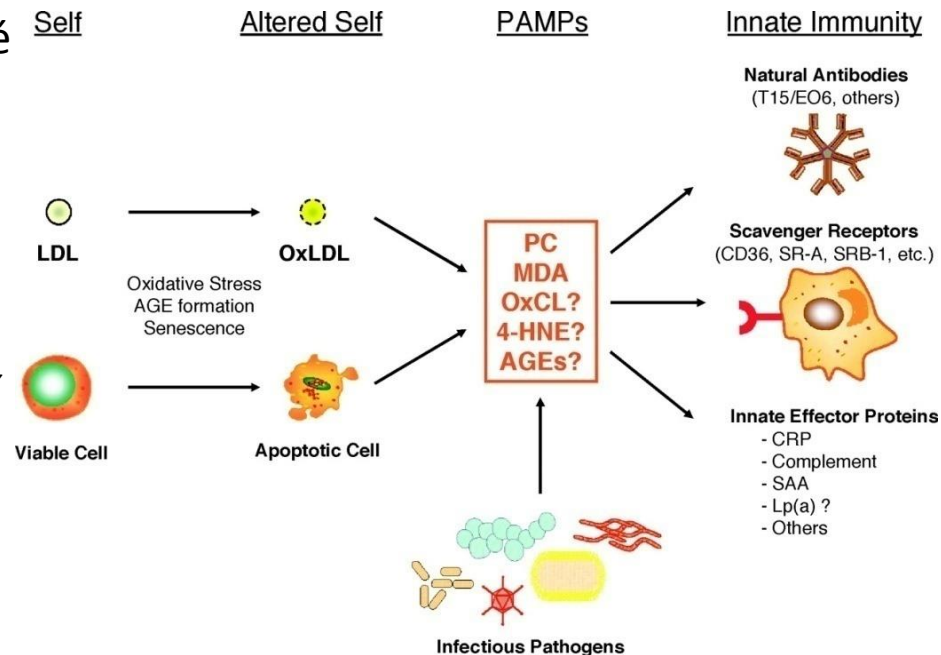 é
Self
Altered Self
PAMPs
Innate Immunity
Natural Antibodies
(T15/EO6, others)
LDL
OxLDL
Oxidative Stress
AGE formation
Senescence
Viable Cell
Apoptotic Cell
PC
MDA
OxCL?
4-HNE?
AGEs?
Scavenger Receptors
(CD36, SR-A, SRB-1, etc.)
Innate Effector Proteins
- CRP
- Complement
- SAA
- Lp(a) ?
- Others
Infectious Pathogens